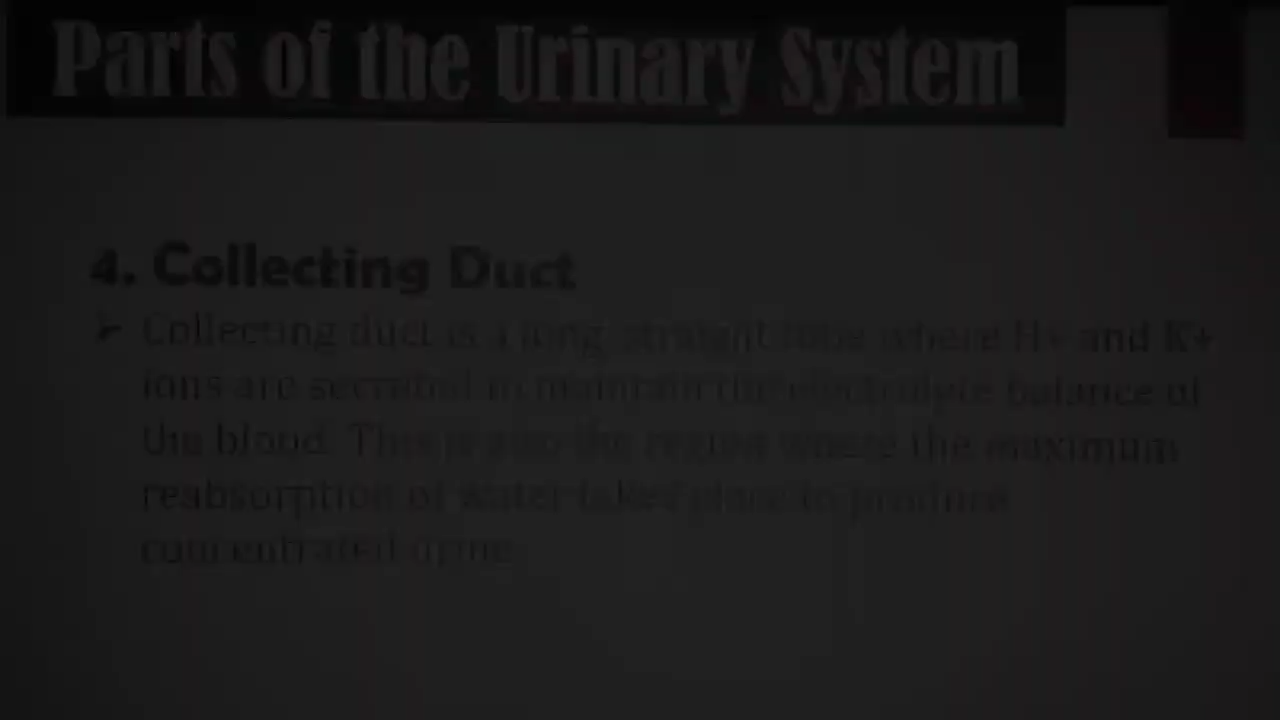 Parts of the Urinary System
4. Collecting Duct
Collecting duct is a long, straight tube where H+ and K+
ions are secreted to maintain the electrolyte balance of
the blood. This is also the region where the maximum
reabsorption of water takes place to produce
concentrated urine.